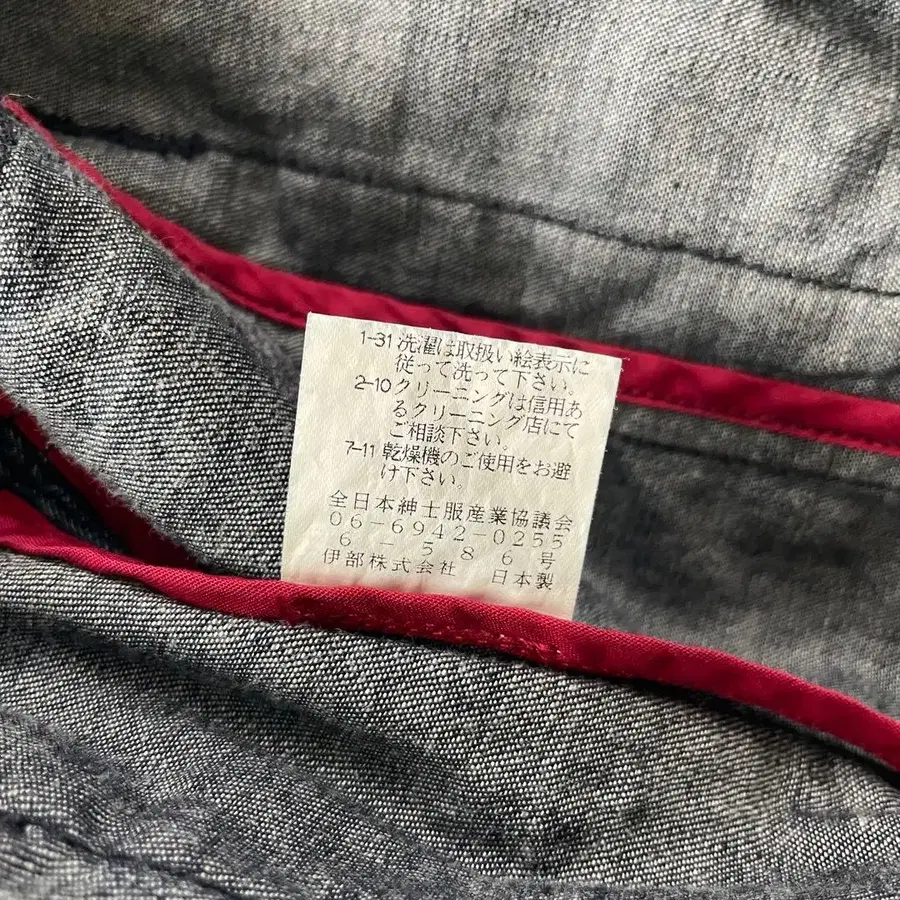 1-31 洗濯は取扱い絵表示に
従って洗って下さい。
2-10 クリーニングは信用あ
るクリーニング店にて
ご相談下さい。
7-11 乾燥機のご使用をお避
け下さい。
全日本紳士服産業協議会
06-6942-0255
6-586号
伊部株式会社 日本製